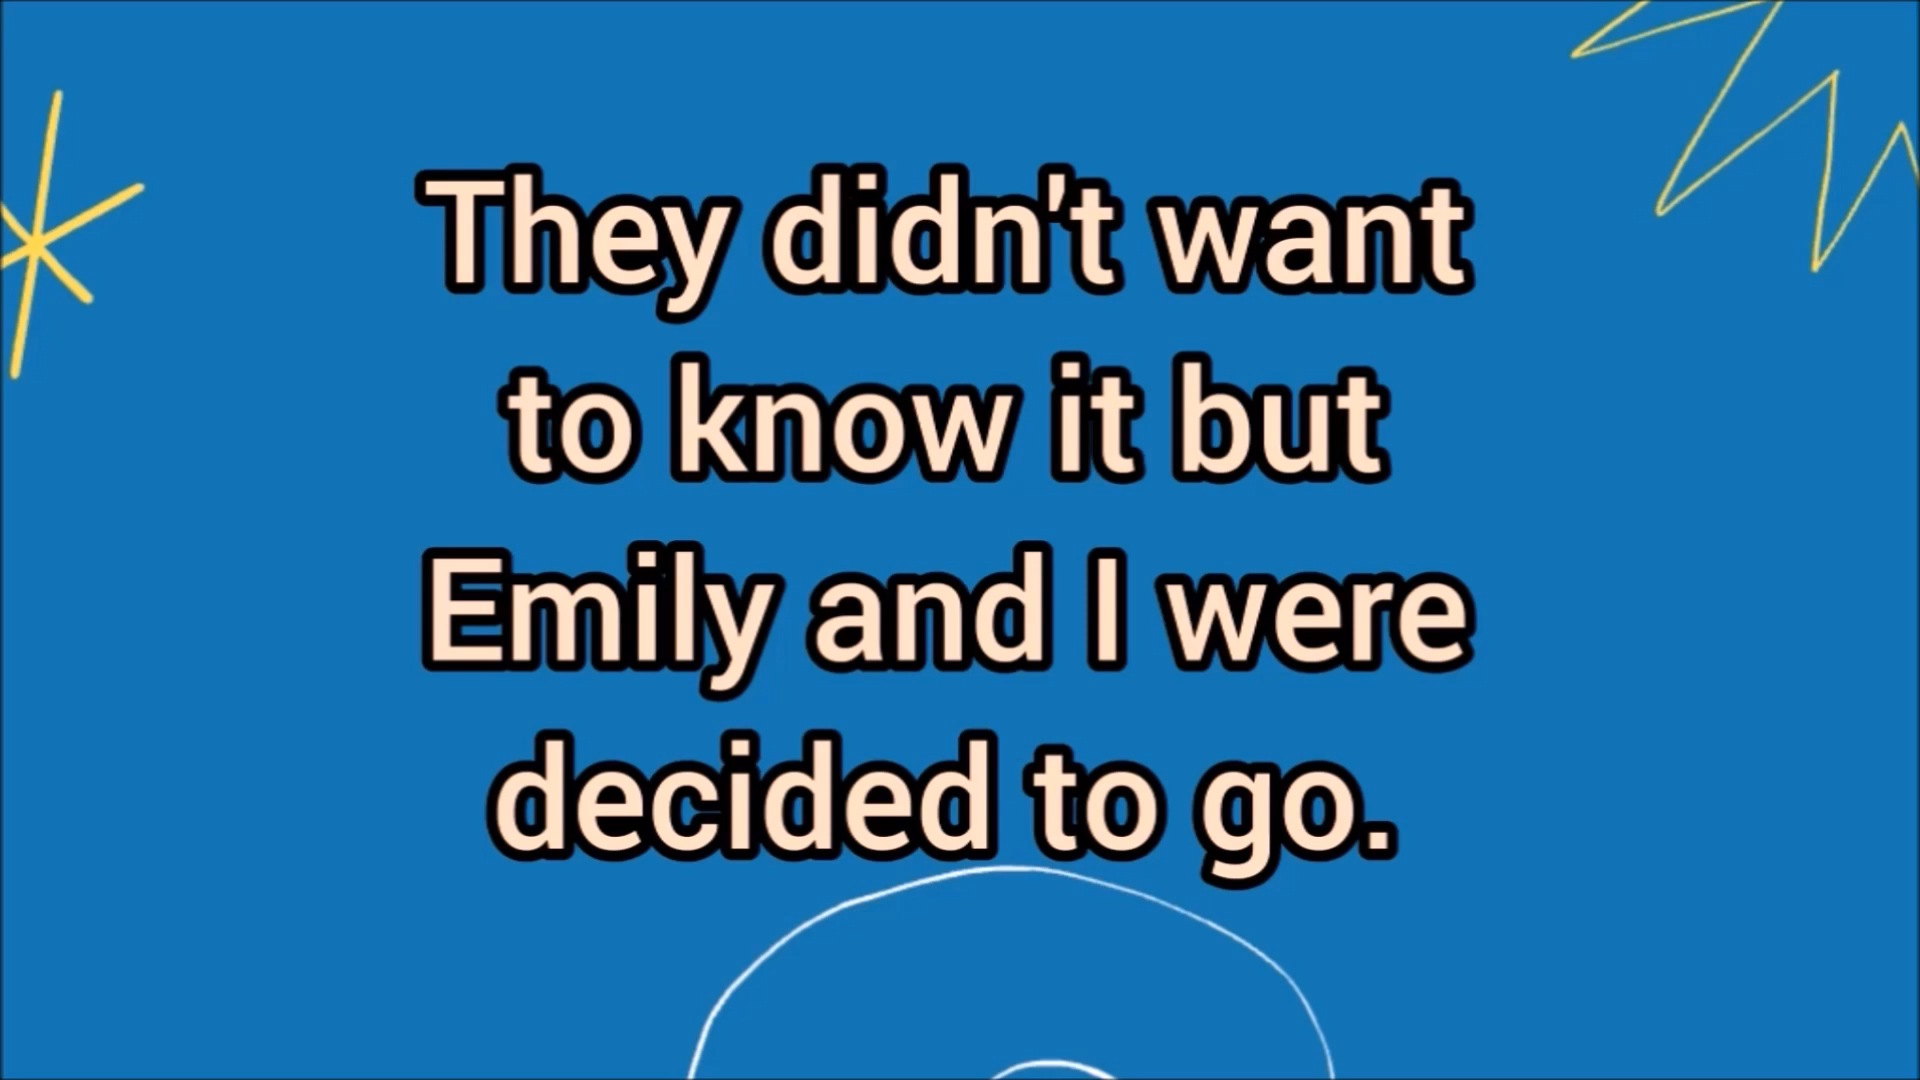 They didn't want
to know it but
Emily and I were
decided to go.